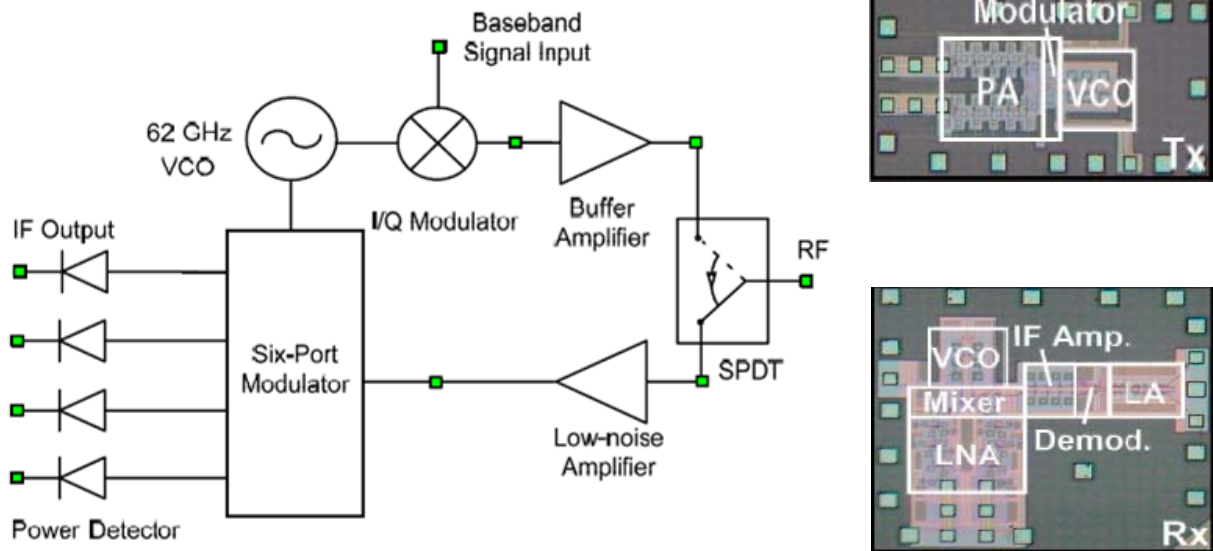 Baseband
Signal Input
62 GHz
VCO
I/Q Modulator
Buffer
Amplifier
RF
SPDT
IF Output
Six-Port
Modulator
Low-noise
Amplifier
Power Detector
Modulator
PA
VCO
Tx
IF Amp.
VCO
Mixer
LA
LNA
Demod.
Rx